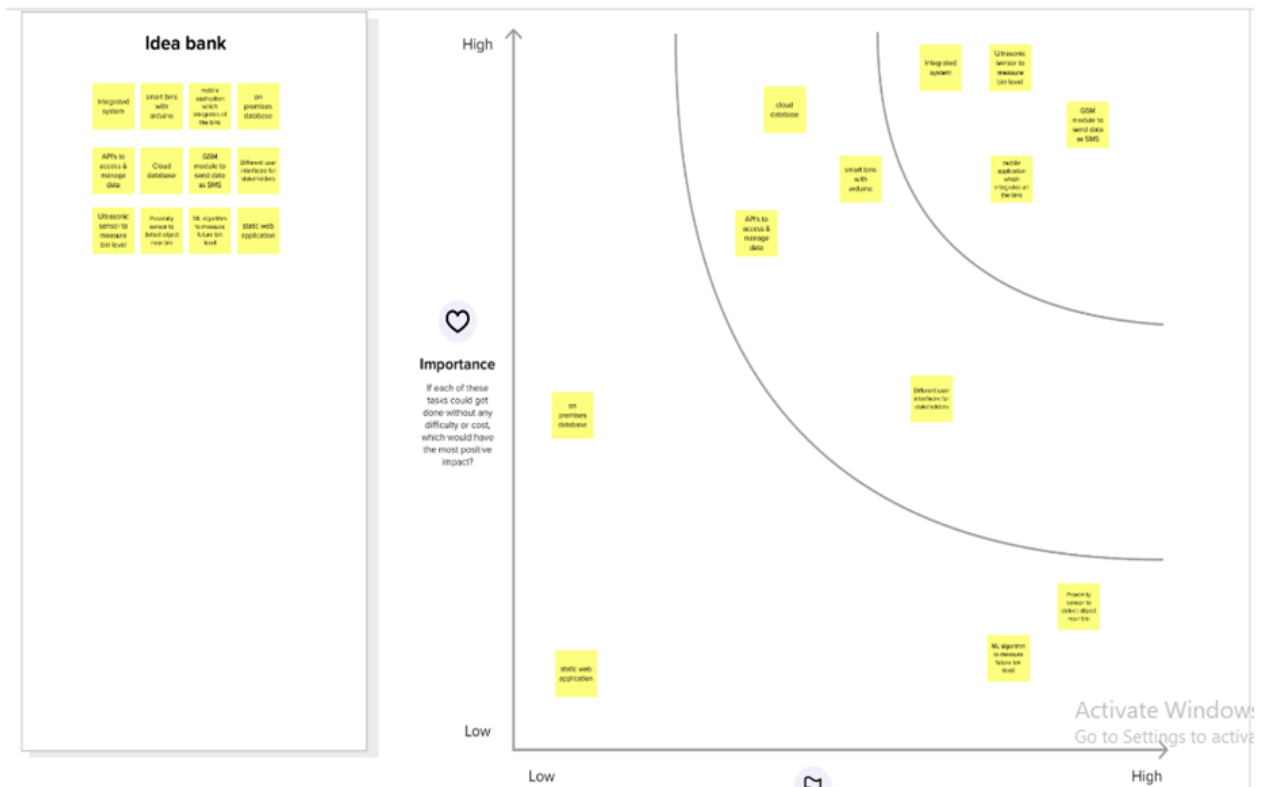 Idea bank
Integrated
system
smart bins
with
arduino
mobile
application
which
integrates all
the bins
on
premises
database
API's to
access &
manage
data
Cloud
database
GSM
module to
send data
as SMS
Different user
interfaces for
stakeholders
Ultrasonic
sensor to
measure
bin level
Proximity
sensor to
detect object
near bin
ML algorithm
to measure
future bin
level
static web
application
High
Integrated
system
Ultrasonic
sensor to
measure
bin level
cloud
database
GSM
module to
send data
as SMS
smart bins
with
arduino
mobile
application
which
integrates all
the bins
API's to
access &
manage
data
Importance
If each of these
tasks could get
done without any
difficulty or cost,
which would have
the most positive
impact?
Different user
interfaces for
stakeholders
on
premises
database
Proximity
sensor to
detect object
near bin
ML algorithm
to measure
future bin
level
static web
application
Low
Activate Windows
Go to Settings to activa
Low
High